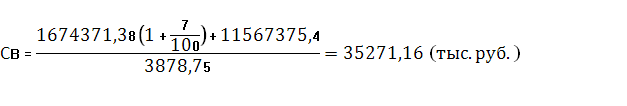 Св = (1674371,38(1 + 7/100) + 11567375,4) / 3878,75 = 35271,16 (тыс. руб. )